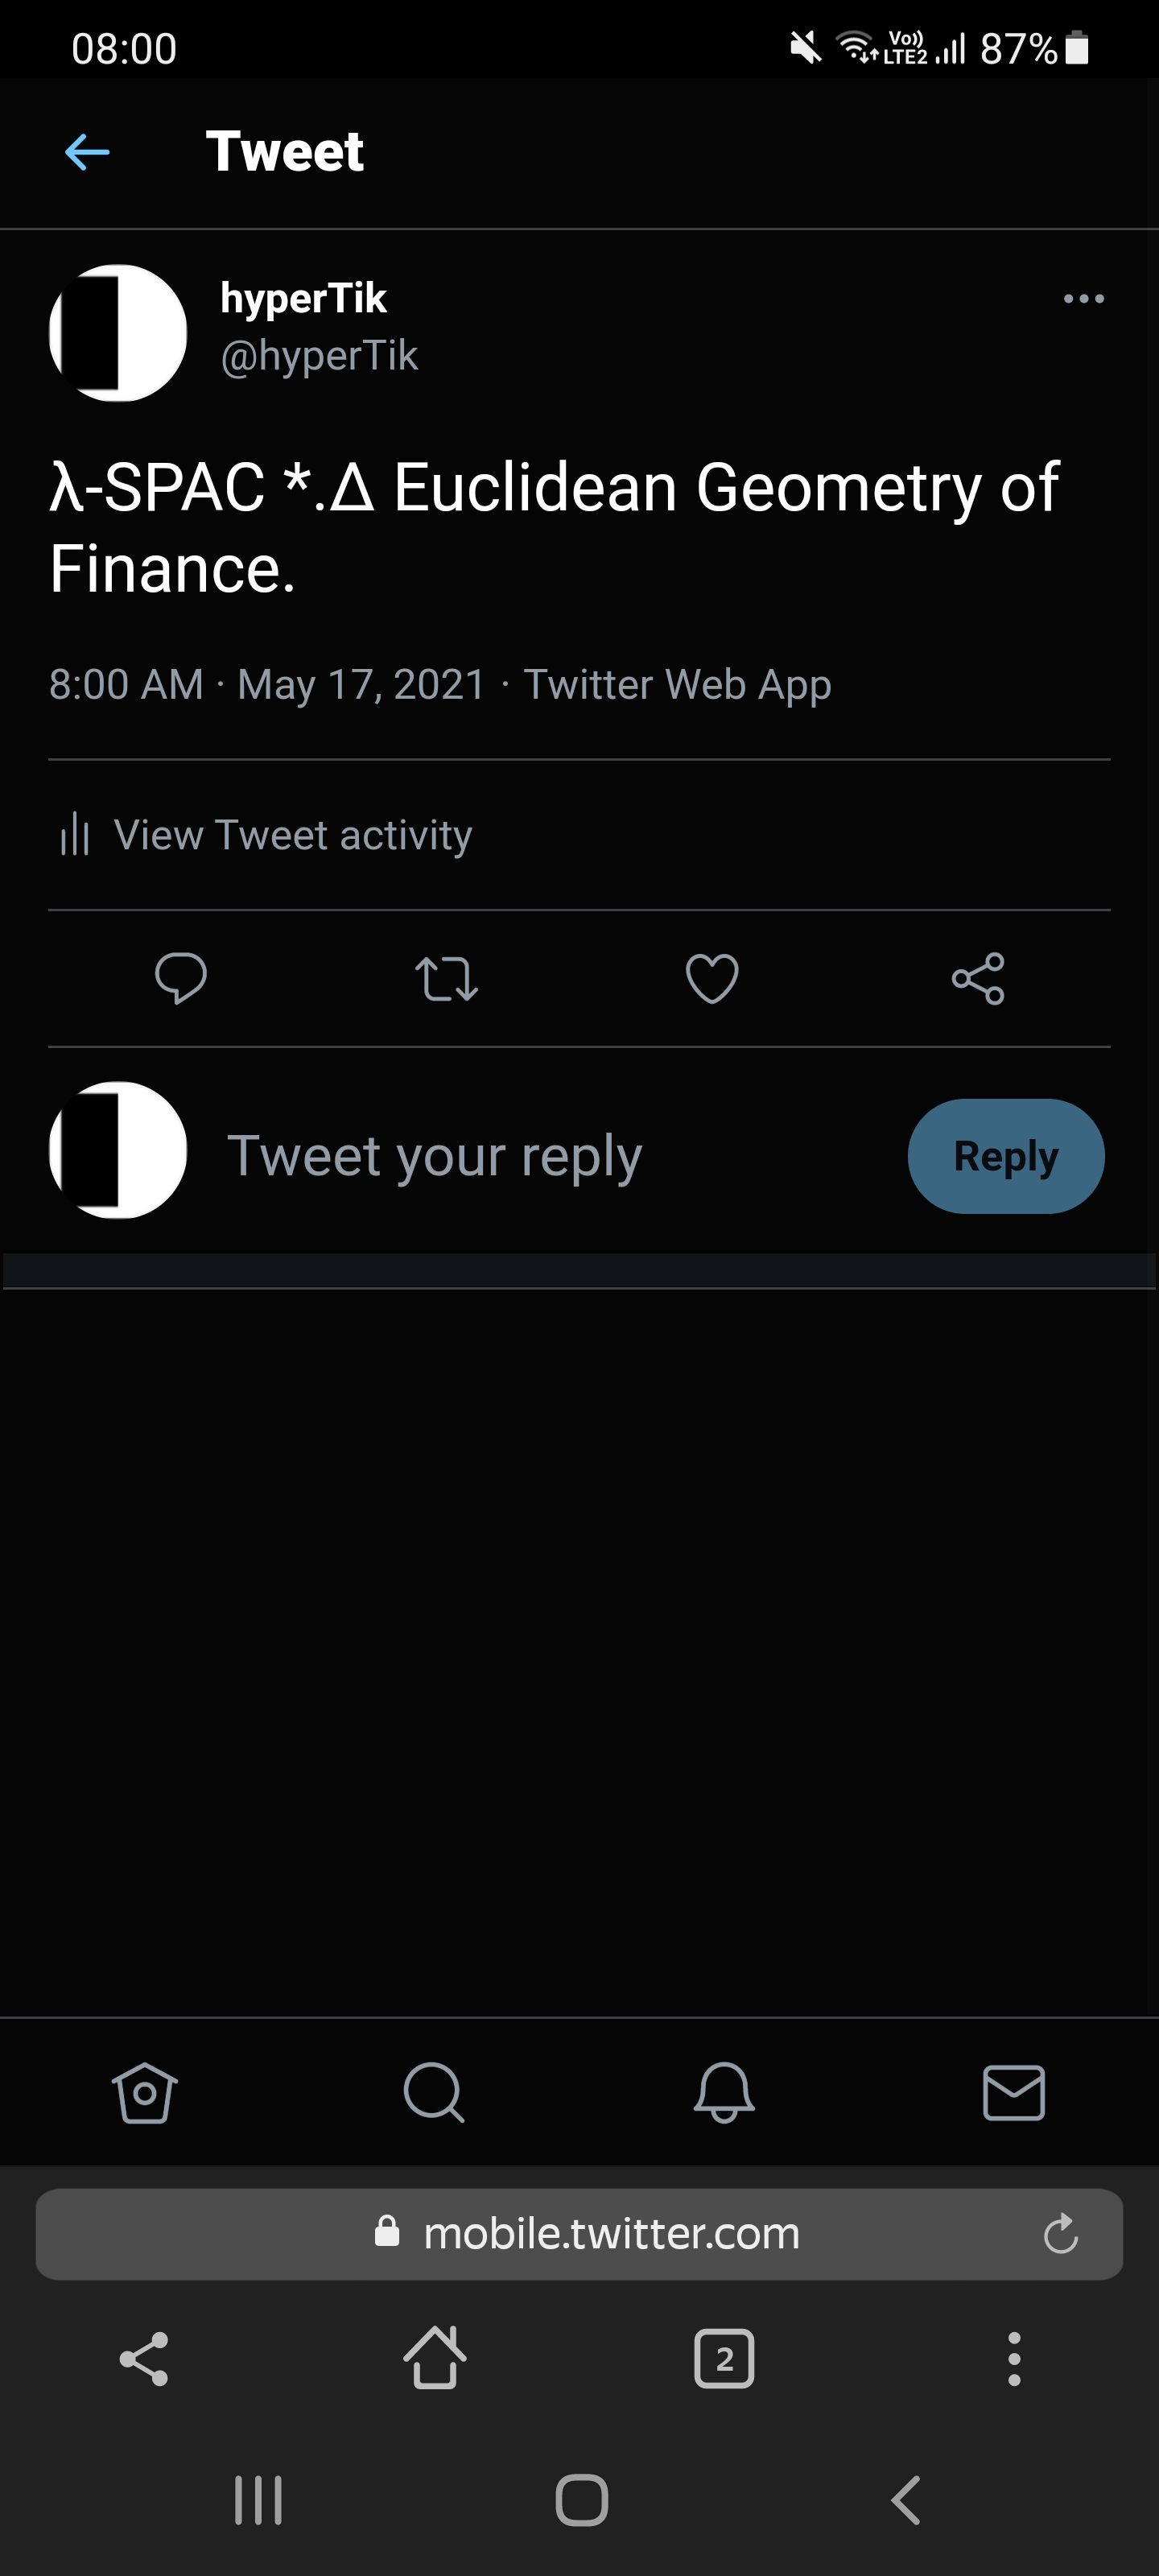 08:00 Vo)) LTE2 87%
Tweet
hyperTik
@hyperTik
λ-SPAC *.Δ Euclidean Geometry of
Finance.
8:00 AM · May 17, 2021 · Twitter Web App
View Tweet activity
Tweet your reply Reply
mobile.twitter.com
2